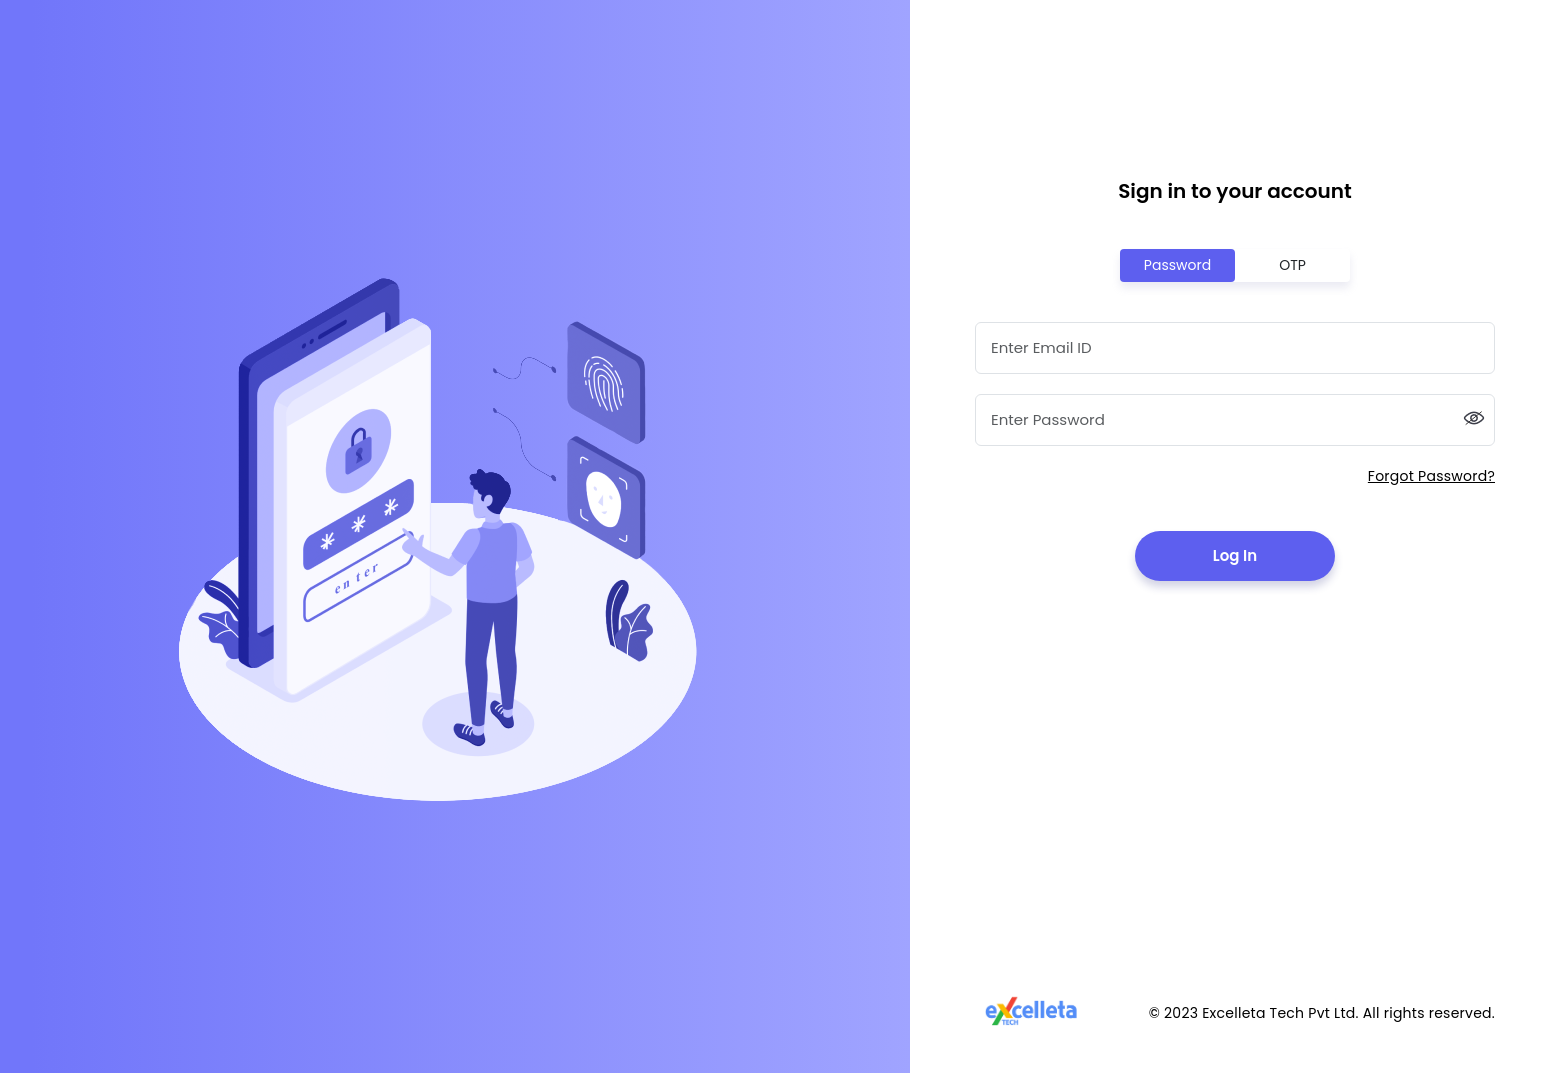 Sign in to your account
Password
OTP
Enter Email ID
Enter Password
Forgot Password?
Log In
enter
excelleta
TECH
© 2023 Excelleta Tech Pvt Ltd. All rights reserved.